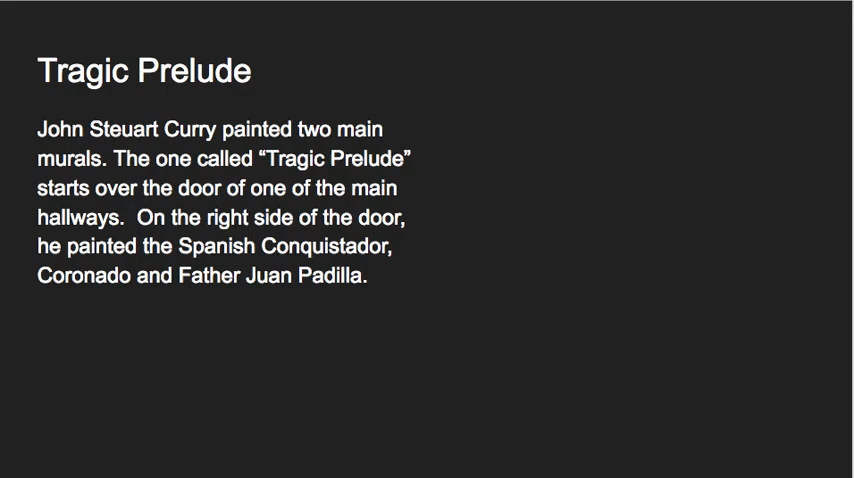 Tragic Prelude
John Steuart Curry painted two main
murals. The one called “Tragic Prelude”
starts over the door of one of the main
hallways.  On the right side of the door,
he painted the Spanish Conquistador,
Coronado and Father Juan Padilla.